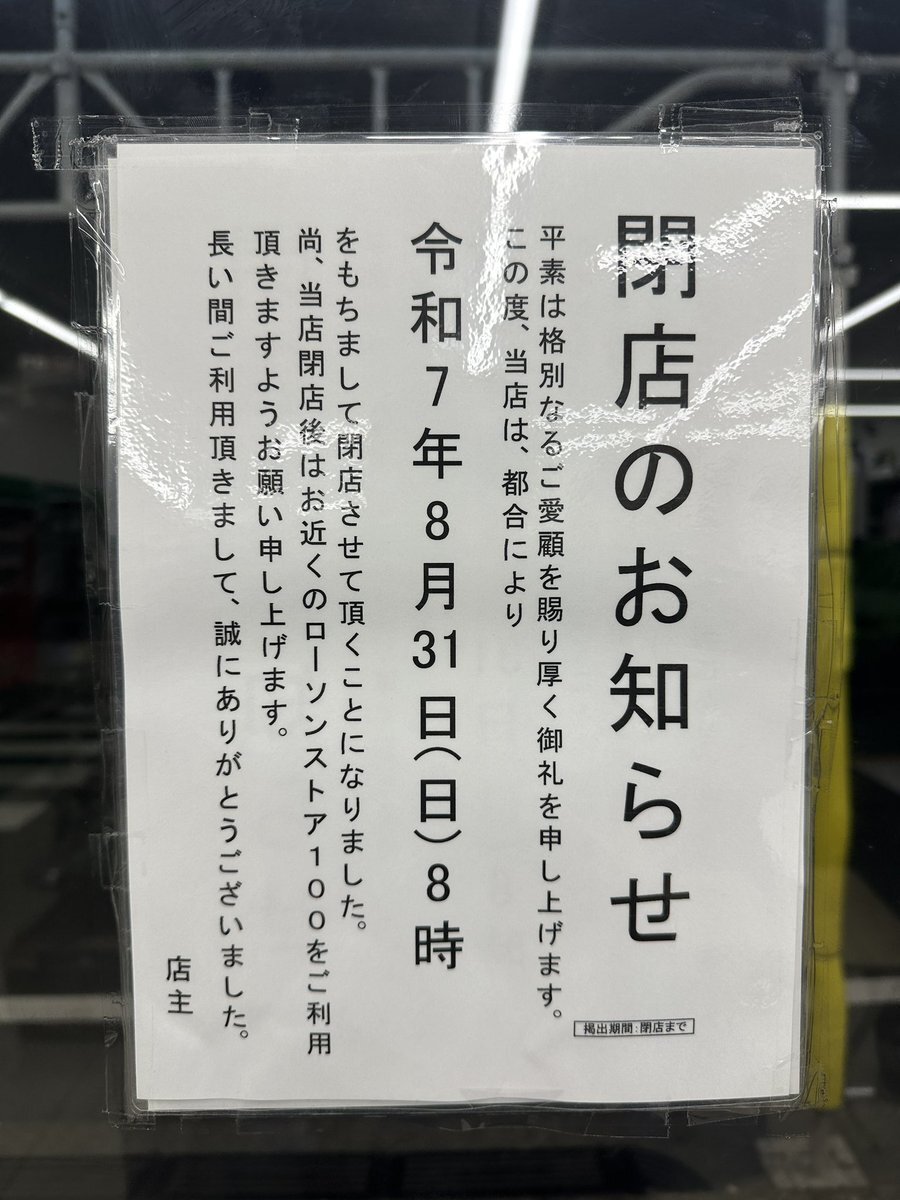 閉店のお知らせ
掲出期間：閉店まで
平素は格別なるご愛顧を賜り厚く御礼を申し上げます。
この度、当店は、都合により
令和7年8月31日(日)8時
をもちまして閉店させて頂くことになりました。
尚、当店閉店後はお近くのローソンストア100をご利用
頂きますようお願い申し上げます。
長い間ご利用頂きまして、誠にありがとうございました。
店主